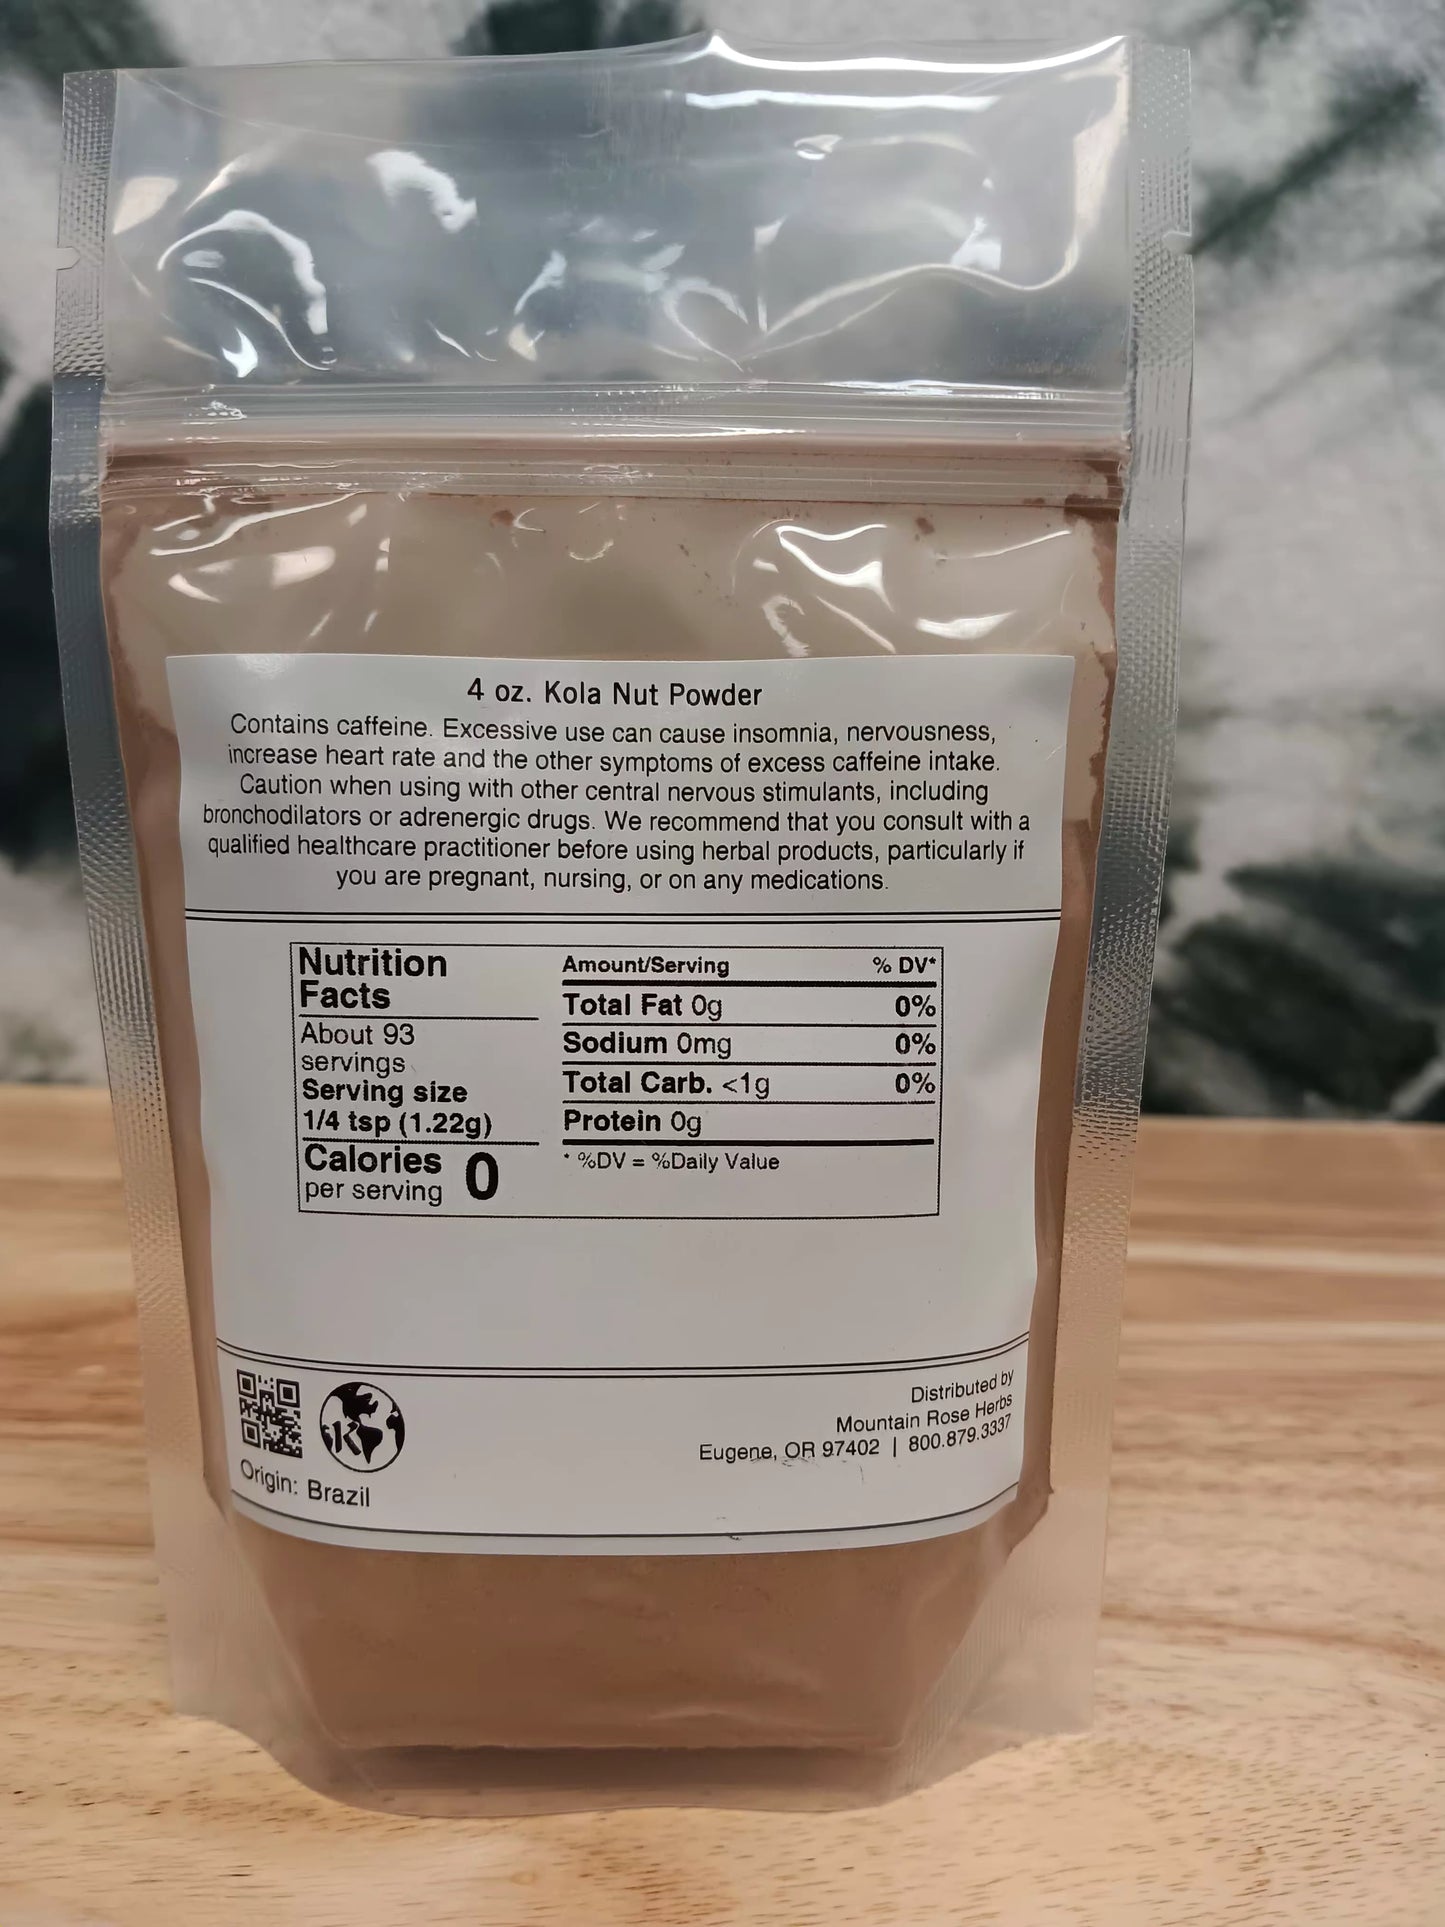 4 oz. Kola Nut Powder
Contains caffeine. Excessive use can cause insomnia, nervousness,
increase heart rate and the other symptoms of excess caffeine intake.
Caution when using with other central nervous stimulants, including
bronchodilators or adrenergic drugs. We recommend that you consult with a
qualified healthcare practitioner before using herbal products, particularly if
you are pregnant, nursing, or on any medications.
Nutrition
Facts
About 93
servings
Serving size
1/4 tsp (1.22g)
Calories 0
per serving
Amount/Serving % DV*
Total Fat 0g 0%
Sodium 0mg 0%
Total Carb. <1g 0%
Protein 0g
* %DV = %Daily Value
K
Origin: Brazil
Distributed by
Mountain Rose Herbs
Eugene, OR 97402 | 800.879.3337